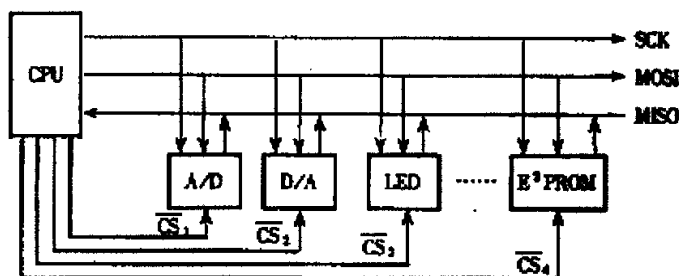 SCK
CPU
MOSI
MISO
A/D
D/A
LED
......
E²PROM
CS₁
CS₂
CS₃
CS₄